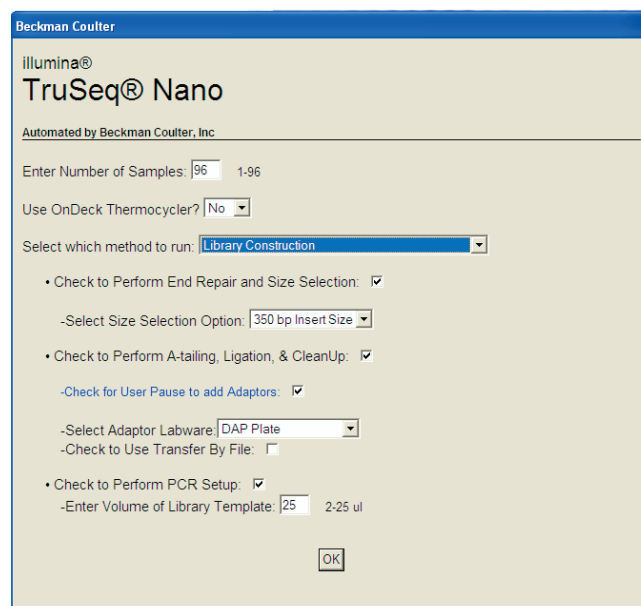 Beckman Coulter
illumina®
TruSeq® Nano
Automated by Beckman Coulter, Inc
Enter Number of Samples: 96 1-96
Use OnDeck Thermocycler? No
Select which method to run: Library Construction
• Check to Perform End Repair and Size Selection:
-Select Size Selection Option: 350 bp Insert Size
• Check to Perform A-tailing, Ligation, & CleanUp:
-Check for User Pause to add Adaptors:
-Select Adaptor Labware: DAP Plate
-Check to Use Transfer By File:
• Check to Perform PCR Setup:
-Enter Volume of Library Template: 25 2-25 ul
OK